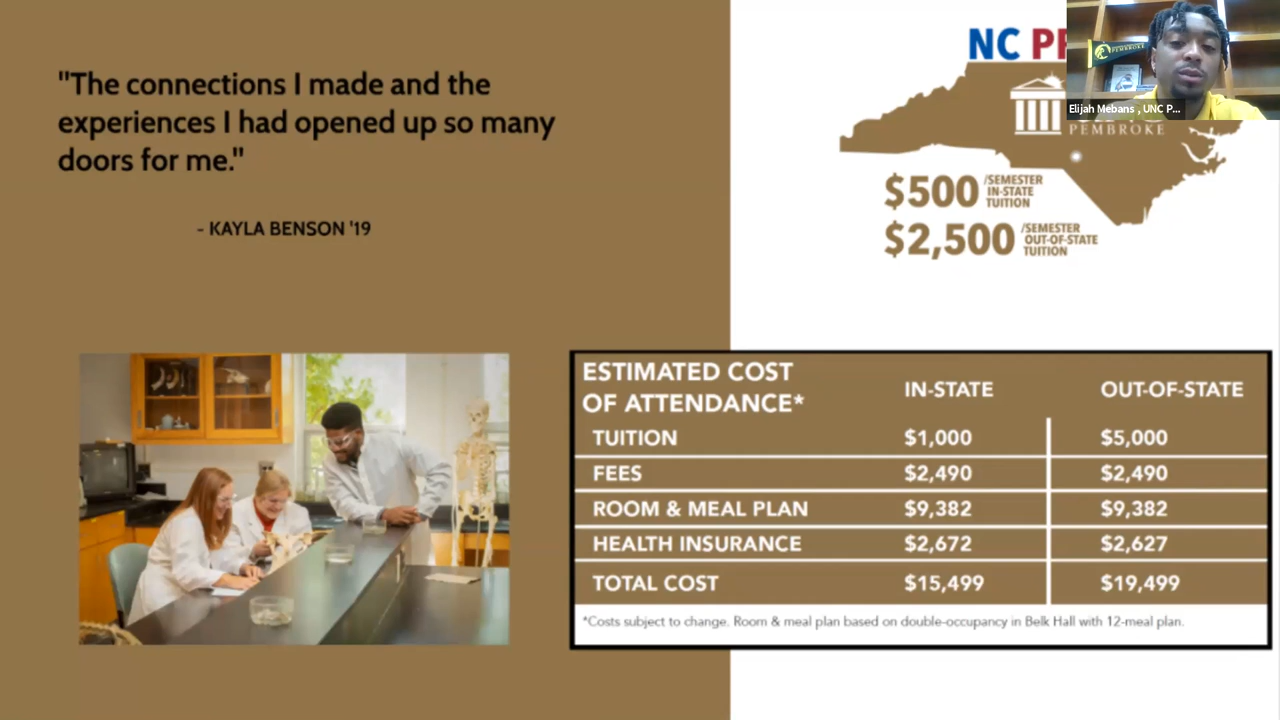 "The connections I made and the
experiences I had opened up so many
doors for me."
- KAYLA BENSON '19
NC
PEMBROKE
Elijah Mebans , UNC P...
PEMBROKE
$500 /SEMESTER
IN-STATE
TUITION
$2,500 /SEMESTER
OUT-OF-STATE
TUITION
ESTIMATED COST
OF ATTENDANCE* IN-STATE OUT-OF-STATE
TUITION $1,000 $5,000
FEES $2,490 $2,490
ROOM & MEAL PLAN $9,382 $9,382
HEALTH INSURANCE $2,672 $2,627
TOTAL COST $15,499 $19,499
*Costs subject to change. Room & meal plan based on double-occupancy in Belk Hall with 12-meal plan.